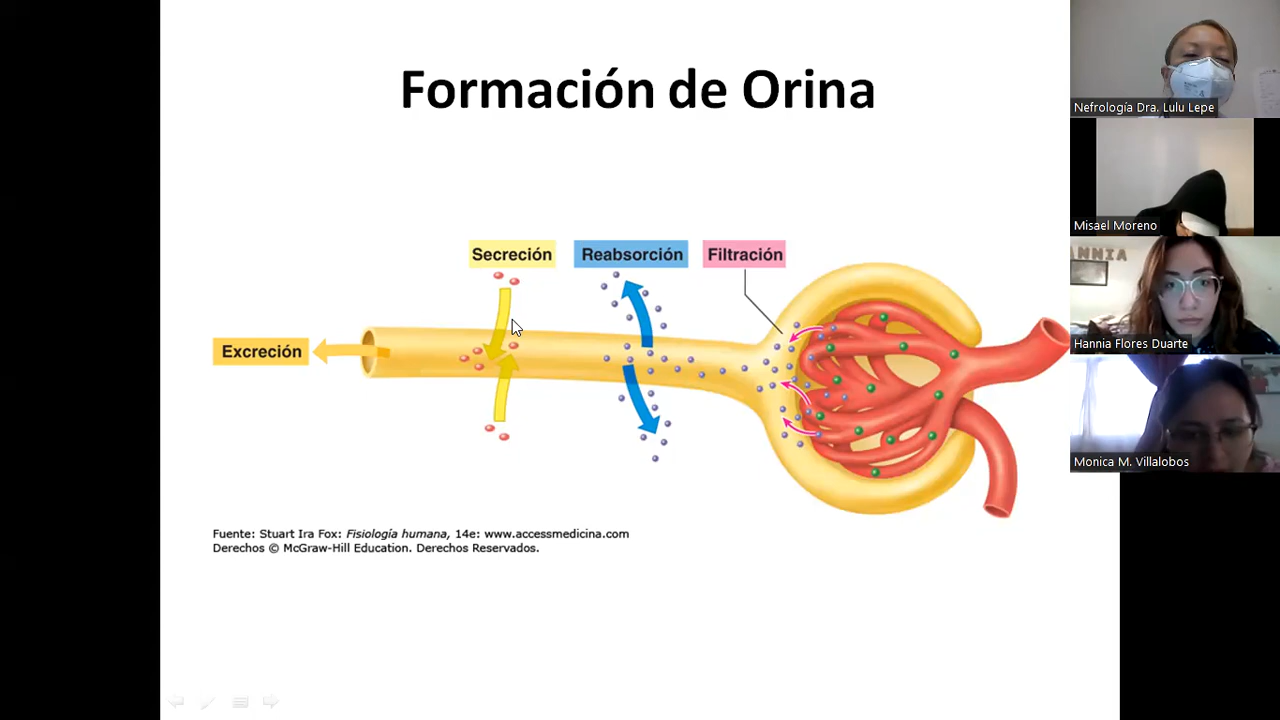 Formación de Orina
Secreción
Reabsorción
Filtración
Excreción
Fuente: Stuart Ira Fox: Fisiología humana, 14e: www.accessmedicina.com
Derechos © McGraw-Hill Education. Derechos Reservados.
Nefrología Dra. Lulu Lepe
Misael Moreno
ANNIA
Hannia Flores Duarte
Monica M. Villalobos